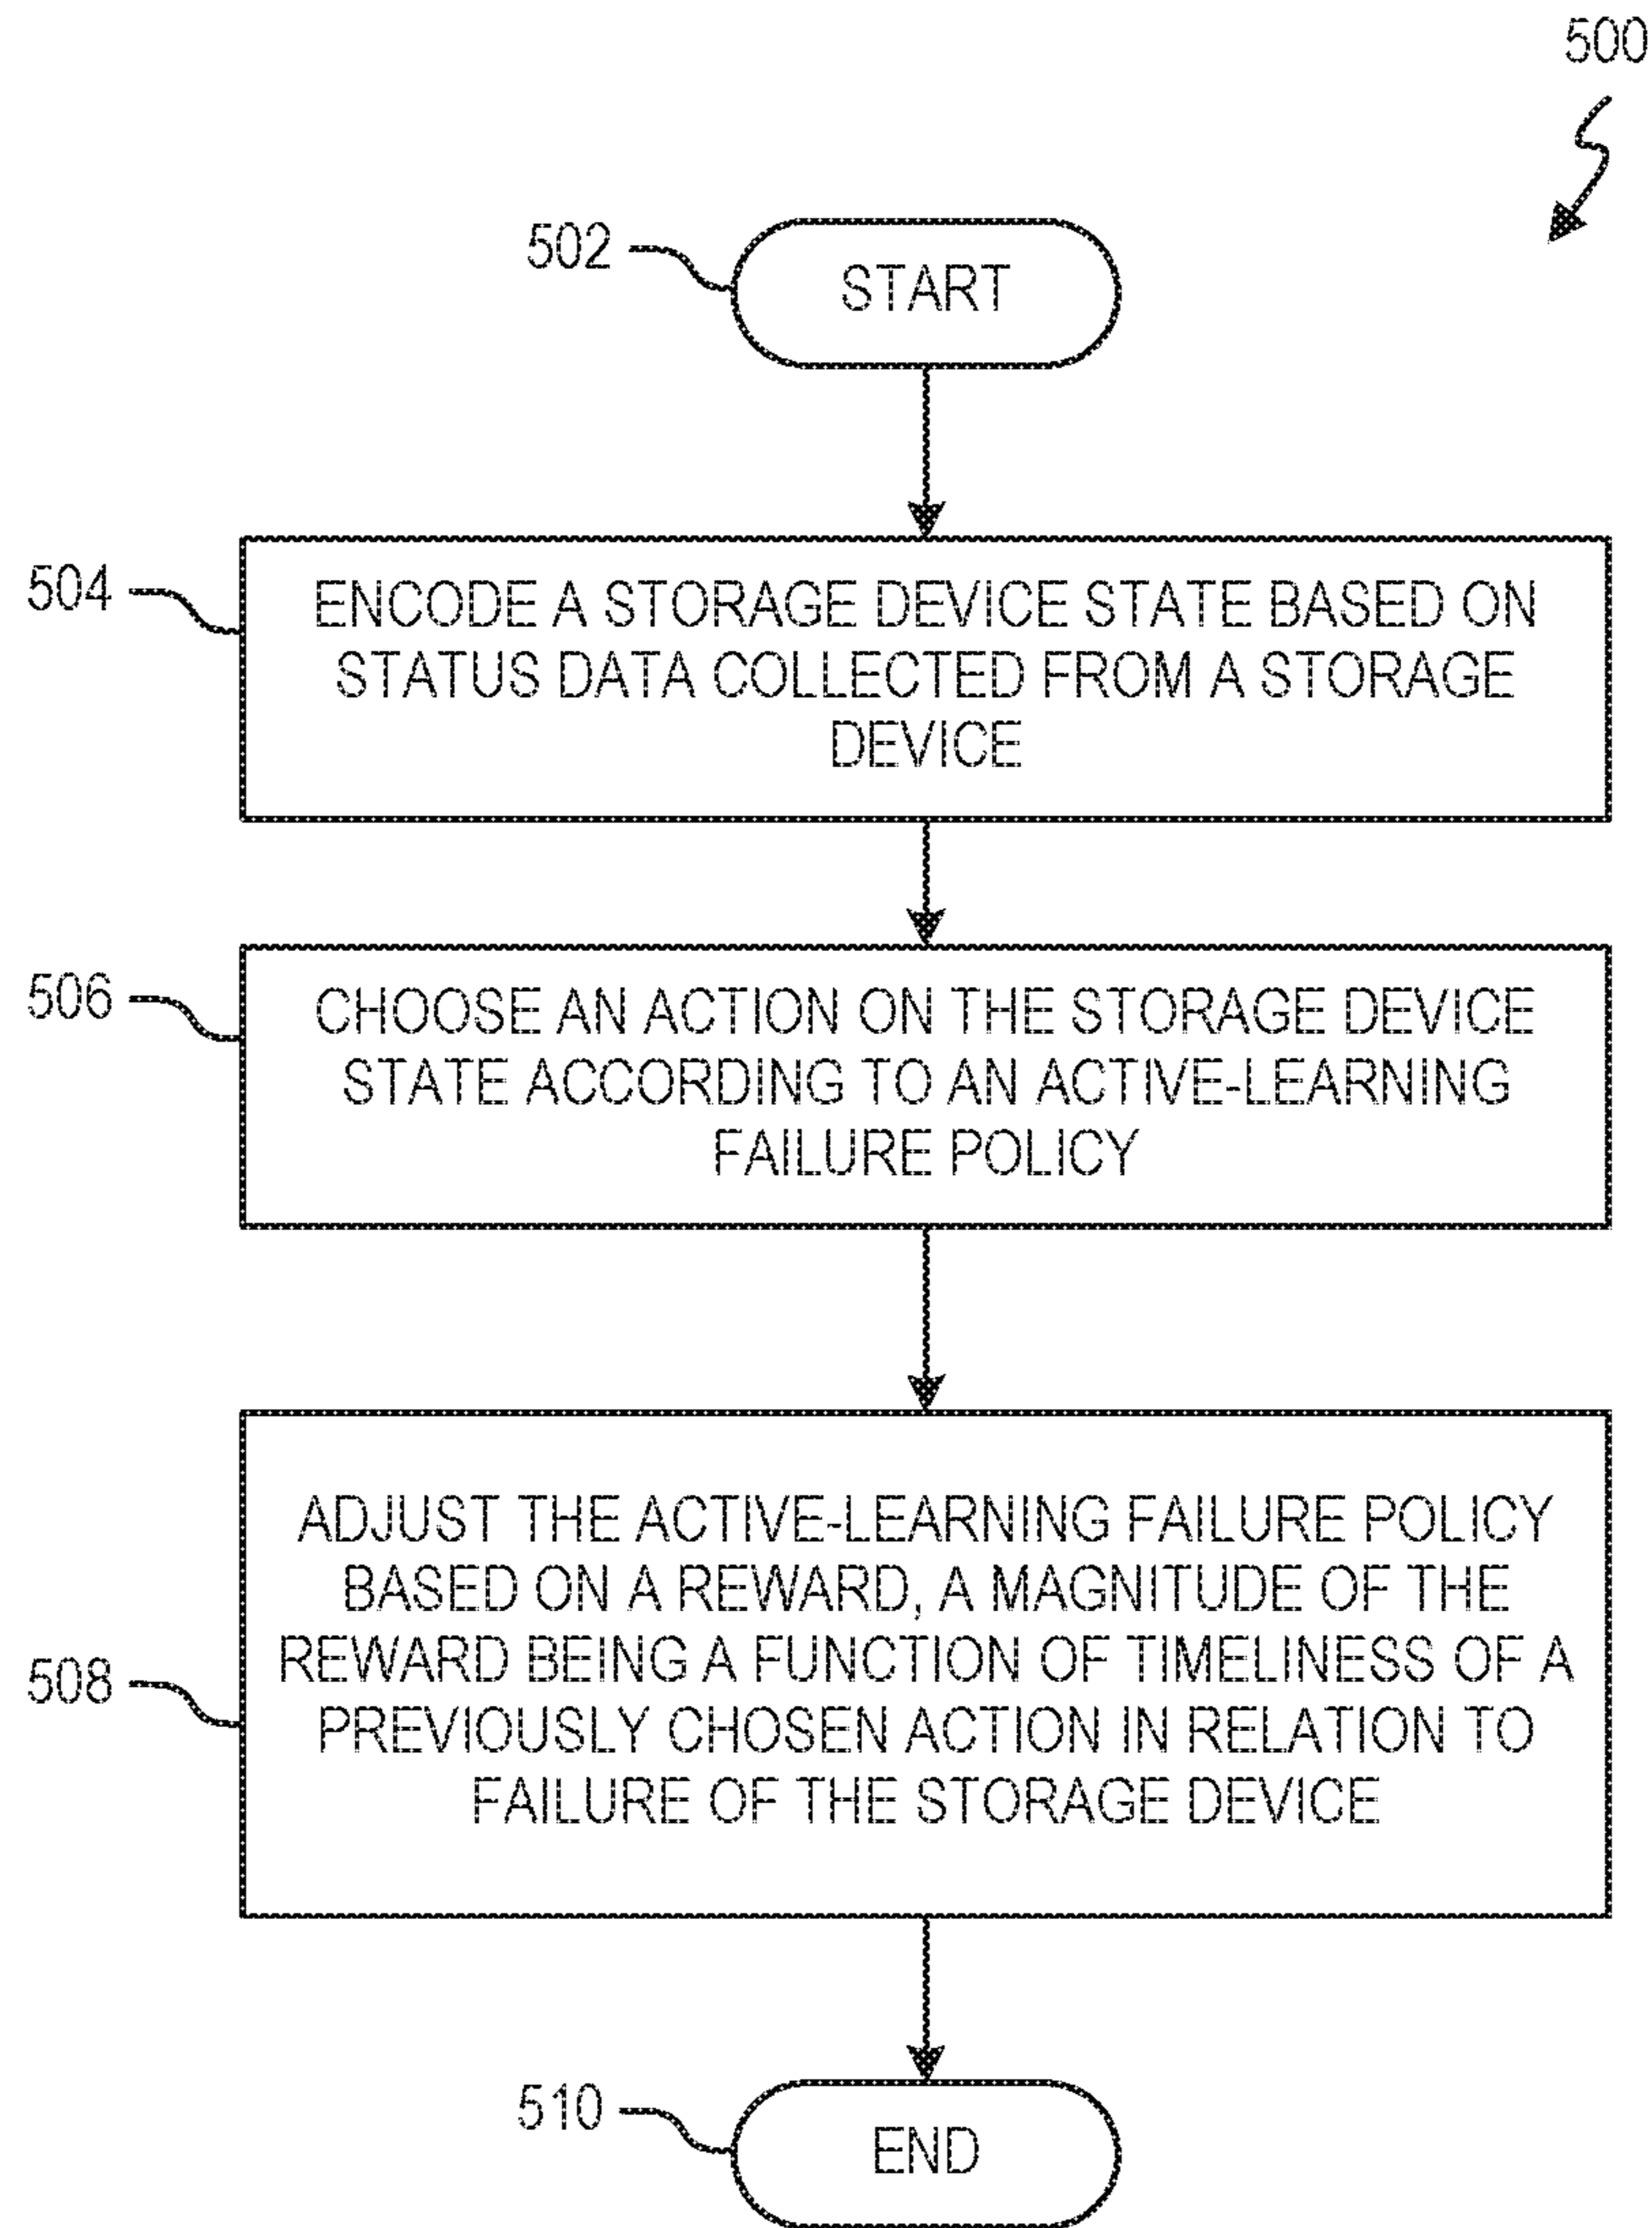 500
502
START
504
ENCODE A STORAGE DEVICE STATE BASED ON
STATUS DATA COLLECTED FROM A STORAGE
DEVICE
506
CHOOSE AN ACTION ON THE STORAGE DEVICE
STATE ACCORDING TO AN ACTIVE-LEARNING
FAILURE POLICY
508
ADJUST THE ACTIVE-LEARNING FAILURE POLICY
BASED ON A REWARD, A MAGNITUDE OF THE
REWARD BEING A FUNCTION OF TIMELINESS OF A
PREVIOUSLY CHOSEN ACTION IN RELATION TO
FAILURE OF THE STORAGE DEVICE
510
END